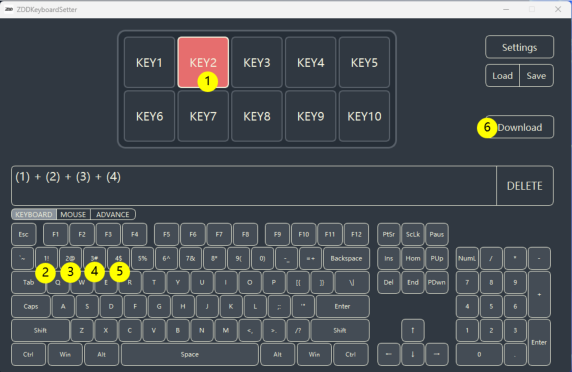 ZDDKeyboardSetter
KEY1 KEY2 KEY3 KEY4 KEY5
1
KEY6 KEY7 KEY8 KEY9 KEY10
Settings
Load Save
6 Download
(1) + (2) + (3) + (4)
DELETE
KEYBOARD MOUSE ADVANCE
Esc F1 F2 F3 F4 F5 F6 F7 F8 F9 F10 F11 F12 PtSr ScLk Paus
`~ 1! 2@ 3# 4$ 5% 6^ 7& 8* 9( 0) -_ =+ Backspace Ins Hom PUp NumL / * -
2 3 4 5
Tab Q W E R T Y U I O P [{ ]} \| Del End PDwn 7 8 9 +
Caps A S D F G H J K L ;: '" Enter 4 5 6
Shift Z X C V B N M <, >. /? Shift ↑ 1 2 3 Enter
Ctrl Win Alt Space Alt Win Ctrl ← ↓ → 0 .